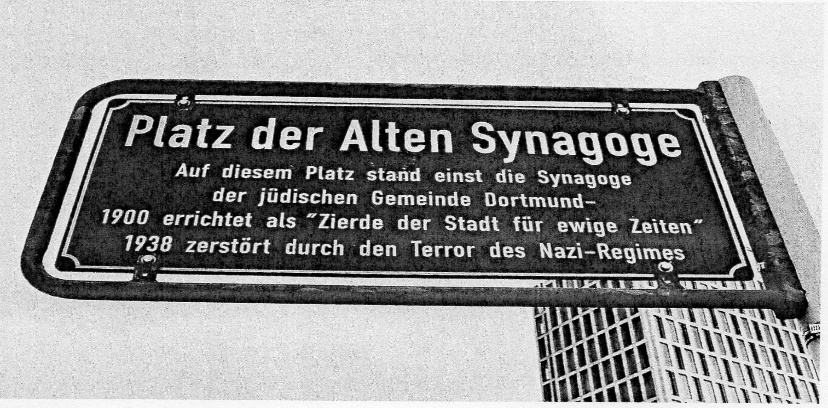 Platz der Alten Synagoge
Auf diesem Platz stand einst die Synagoge
der jüdischen Gemeinde Dortmund-
1900 errichtet als "Zierde der Stadt für ewige Zeiten"
1938 zerstört durch den Terror des Nazi-Regimes